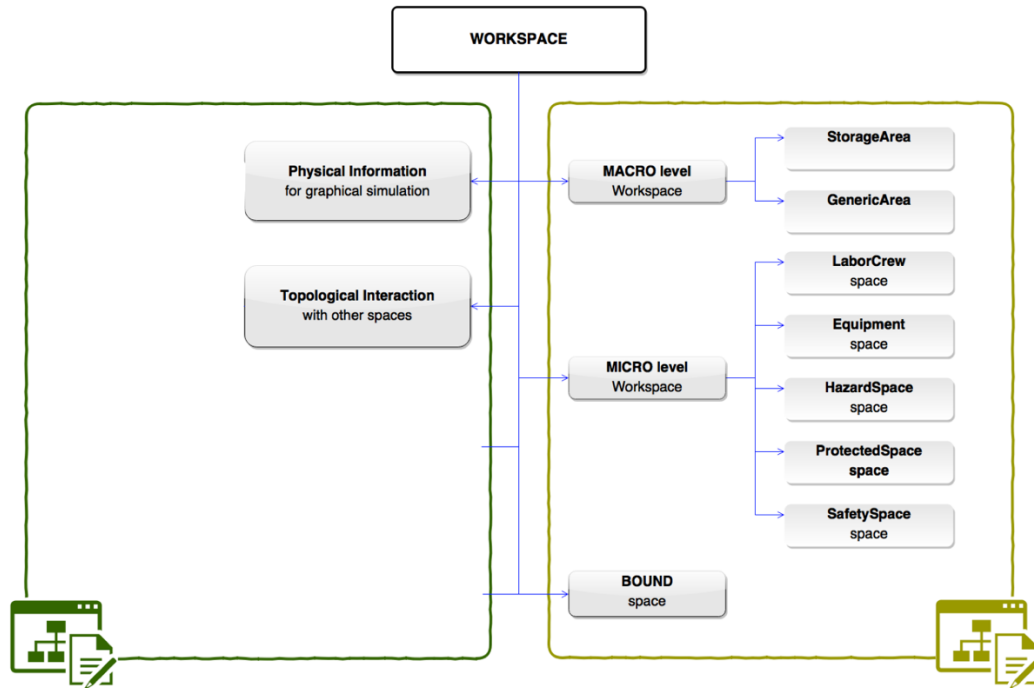 WORKSPACE
Physical Information
for graphical simulation
Topological Interaction
with other spaces
MACRO level
Workspace
StorageArea
GenericArea
MICRO level
Workspace
LaborCrew
space
Equipment
space
HazardSpace
space
ProtectedSpace
space
SafetySpace
space
BOUND
space